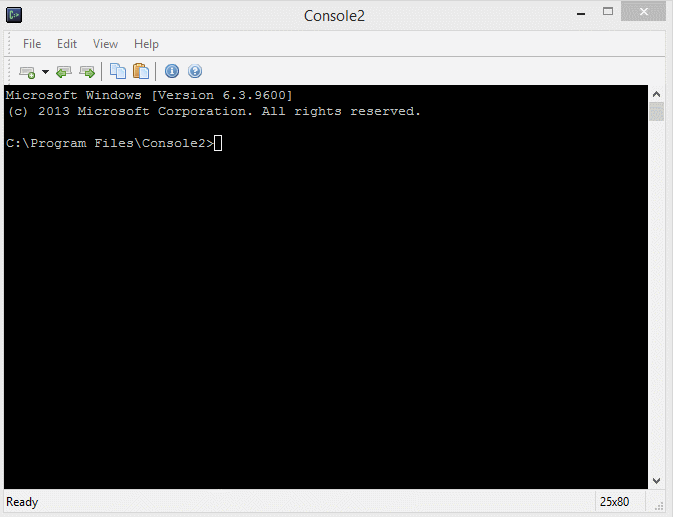 Console2
File Edit View Help
Microsoft Windows [Version 6.3.9600]
(c) 2013 Microsoft Corporation. All rights reserved.
C:\Program Files\Console2>
Ready 25x80